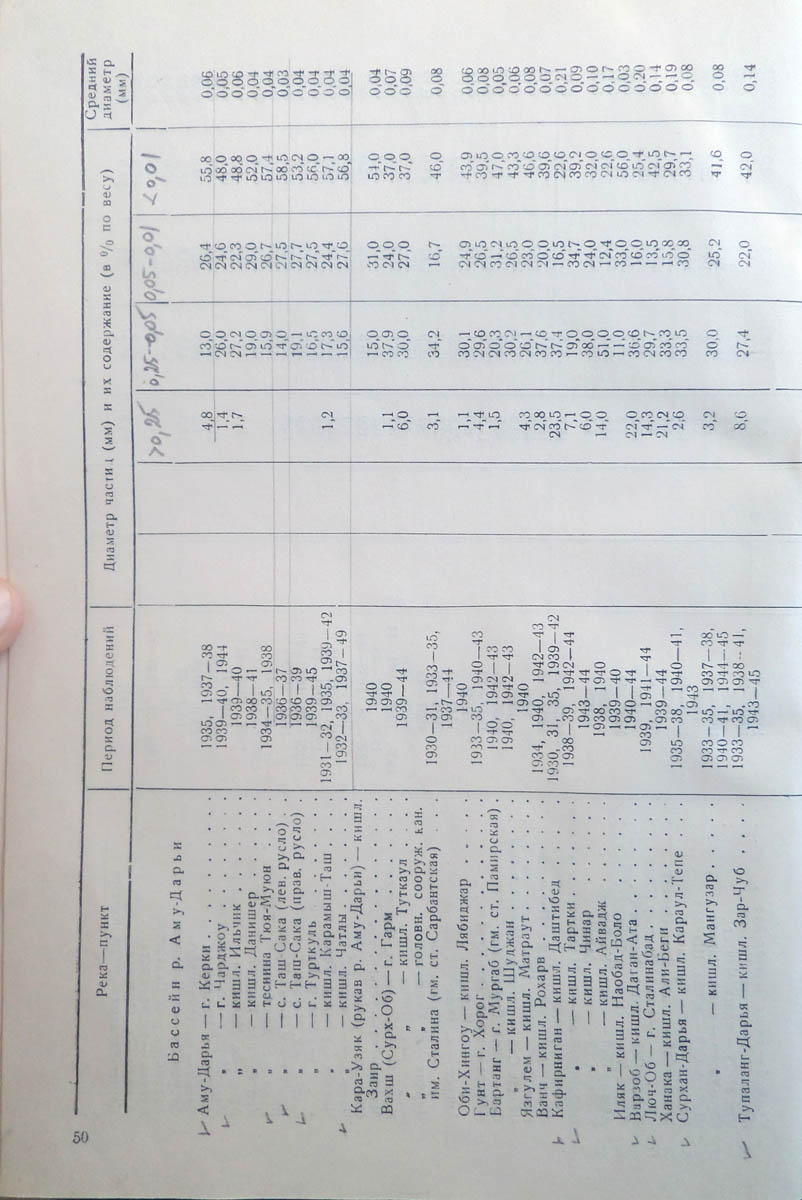 50
Река—пункт Период наблюдений Диаметр частиц (мм) и их содержание (в % по весу) Средний диаметр (мм)
>0,25 0,25-0,05 0,05-0,01 <0,01
Бассейн р. Аму-Дарьи
Аму-Дарья — г. Керки . . . . . 1935, 1937—38 4,8 13,0 26,4 55,8 0,06
„ — г. Чарджоу . . . . . 1939—40, 1944 1,4 26,0 24,6 48,0 0,05
„ — кишл. Ильчик . . . . . 1939—40 1,7 27,2 22,3 48,8 0,06
„ — кишл. Данишер . . . . . 1938—41 19,0 29,0 52,0 0,04
„ — теснина Тюя-Муюн . . . . 1934—35, 1938 15,9 26,7 57,4 0,04
„ — с. Таш-Сака (лев. русло) . . 1936—37 14,0 27,5 58,5 0,03
„ — с. Таш-Сака (прав. русло) . 1936—39 19,1 27,7 53,2 0,04
„ — г. Турткуль . . . . . 1939—45 16,5 27,5 56,0 0,04
„ — кишл. Карамыш-Таш . . . 1931—32, 1935, 1939—42 1,2 17,3 24,4 57,1 0,04
„ — кишл. Чатлы . . . . . 1932—33, 1937—49 15,6 27,6 56,8 0,04
Кара-Узяк (рукав р. Аму-Дарьи) — кишл.
Заир . . . . . 1940 15,0 31,0 54,0 0,04
Вахш (Сурх-Об) — г. Гарм . . . . 1940 1,1 37,9 24,0 37,0 0,07
„ „ — кишл. Туткаул . . . . 1939—44 6,0 30,0 27,0 37,0 0,09
„ „ — головн. сооруж. кан.
им. Сталина (гм. ст. Сарбантская) . . . 1930—31, 1933—35, 3,1 34,2 16,7 46,0 0,08
1937—44
Оби-Хингоу — кишл. Лябиджар . . . . 1940 1,1 30,1 24,9 43,9 0,06
Гунт — г. Хорог . . . . . 1933—35, 1940—43 4,4 29,6 26,5 39,5 0,08
Бартанг — г. Мургаб (гм. ст. Памирская) . 1940, 1942—43 1,5 20,3 31,2 47,0 0,05
„ — кишл. Шуджан . . . . . 1940, 1942—43 30,2 26,5 43,3 0,06
Язгулем — кишл. Матраут . . . . . 1940 4,3 26,1 23,0 46,6 0,08
Ванч — кишл. Рохарв . . . . . 1934, 1940, 1942—43 2,8 37,6 20,0 39,6 0,07
Кафирниган — кишл. Даштибед . . . . 1930, 31, 35, 1939—42 23,5 37,4 16,5 22,6 0,21
„ — кишл. Тартки . . . . . 1938—39, 1942—44 7,1 19,0 34,7 39,2 0,09
„ — кишл. Чинар . . . . . 1943—44 6,0 38,0 24,0 32,0 0,10
„ — кишл. Айвадж . . . . . 1938, 1940 14,0 51,0 12,4 22,6 0,17
Иляк — кишл. Наобад-Боло . . . . . 1939—40 11,0 33,0 56,0 0,03
Варзоб — кишл. Даган-Ата . . . . . 1940—44 22,0 36,6 16,0 25,4 0,20
Люч-Об — г. Сталинабад . . . . . 1939, 1941—44 14,3 29,7 13,5 42,5 0,14
Ханака — кишл. Али-Беги . . . . . 1939—44 21,2 33,3 15,8 29,7 0,19
Сурхан-Дарья — кишл. Караул-Тепе . . . 1935—38, 1940—41, 2,6 33,5 30,8 33,1 0,08
1943
„ — кишл. Мангузар . . . . . 1933—35, 1937—38, 3,2 30,0 25,2 41,6 0,08
1940—41, 1944—45
Тупаланг-Дарья — кишл. Зар-Чуб . . . . 1933—35, 1938—41, 8,6 27,4 22,0 42,0 0,14
1943—45